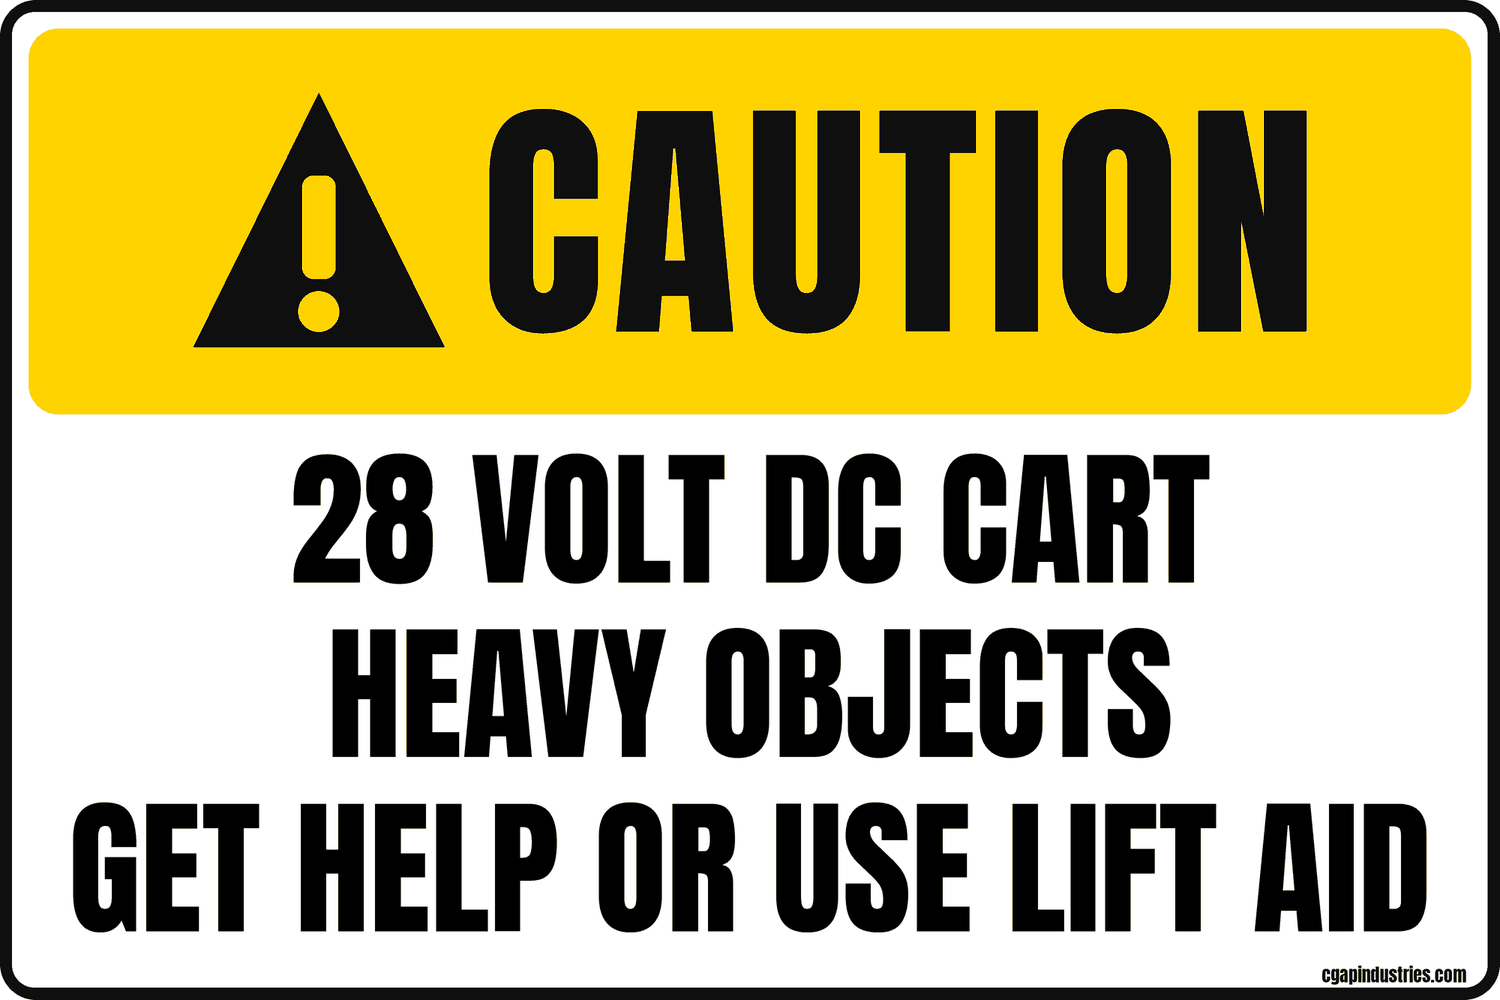 CAUTION
28 VOLT DC CART
HEAVY OBJECTS
GET HELP OR USE LIFT AID
cgapindustries.com